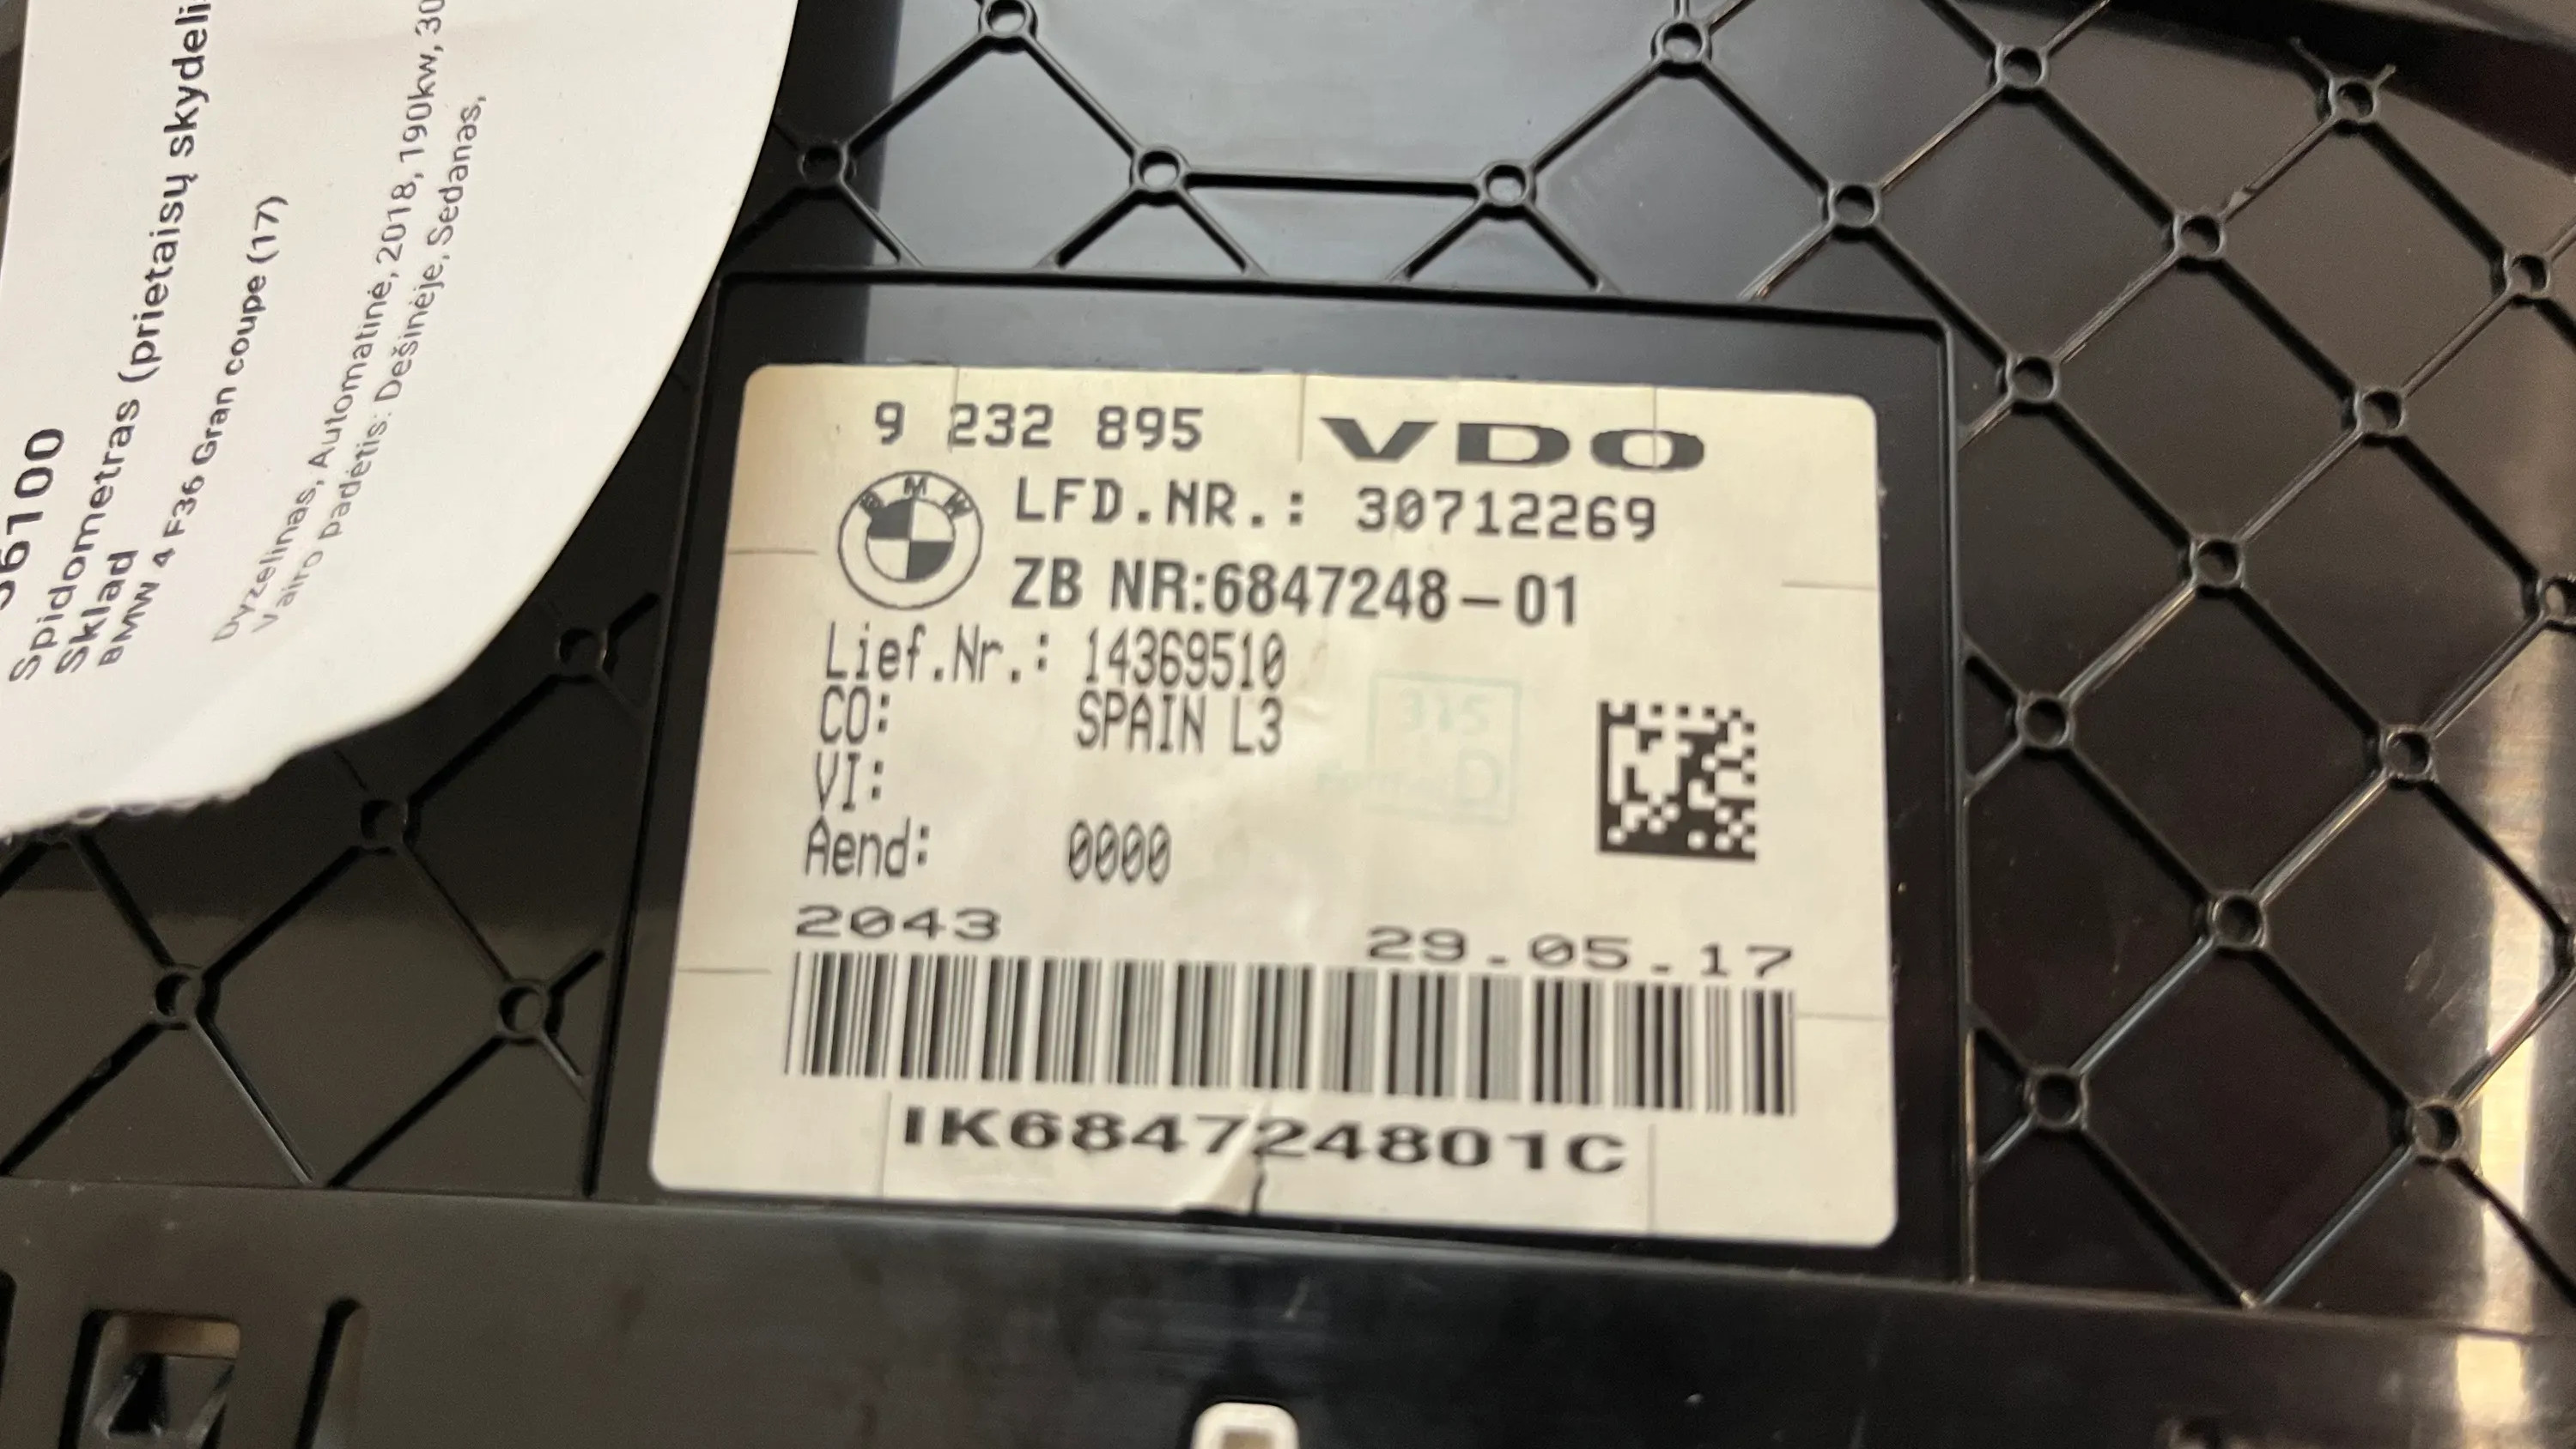 Spidometras (prietaisų
Sklad
BMW 4 F36 Gran coupe (17)
Dyzelinas, Automatinė, 2018, 190kw,
Vairo padėtis: Dešinėje, Sedanas,
9 232 895 VDO
BMW
LFD.NR.: 30712269
ZB NR:6847248-01
Lief.Nr.: 14369510
CO: SPAIN L3
315
VI:
D
Aend: 0000
2043 29.05.17
IK684724801C